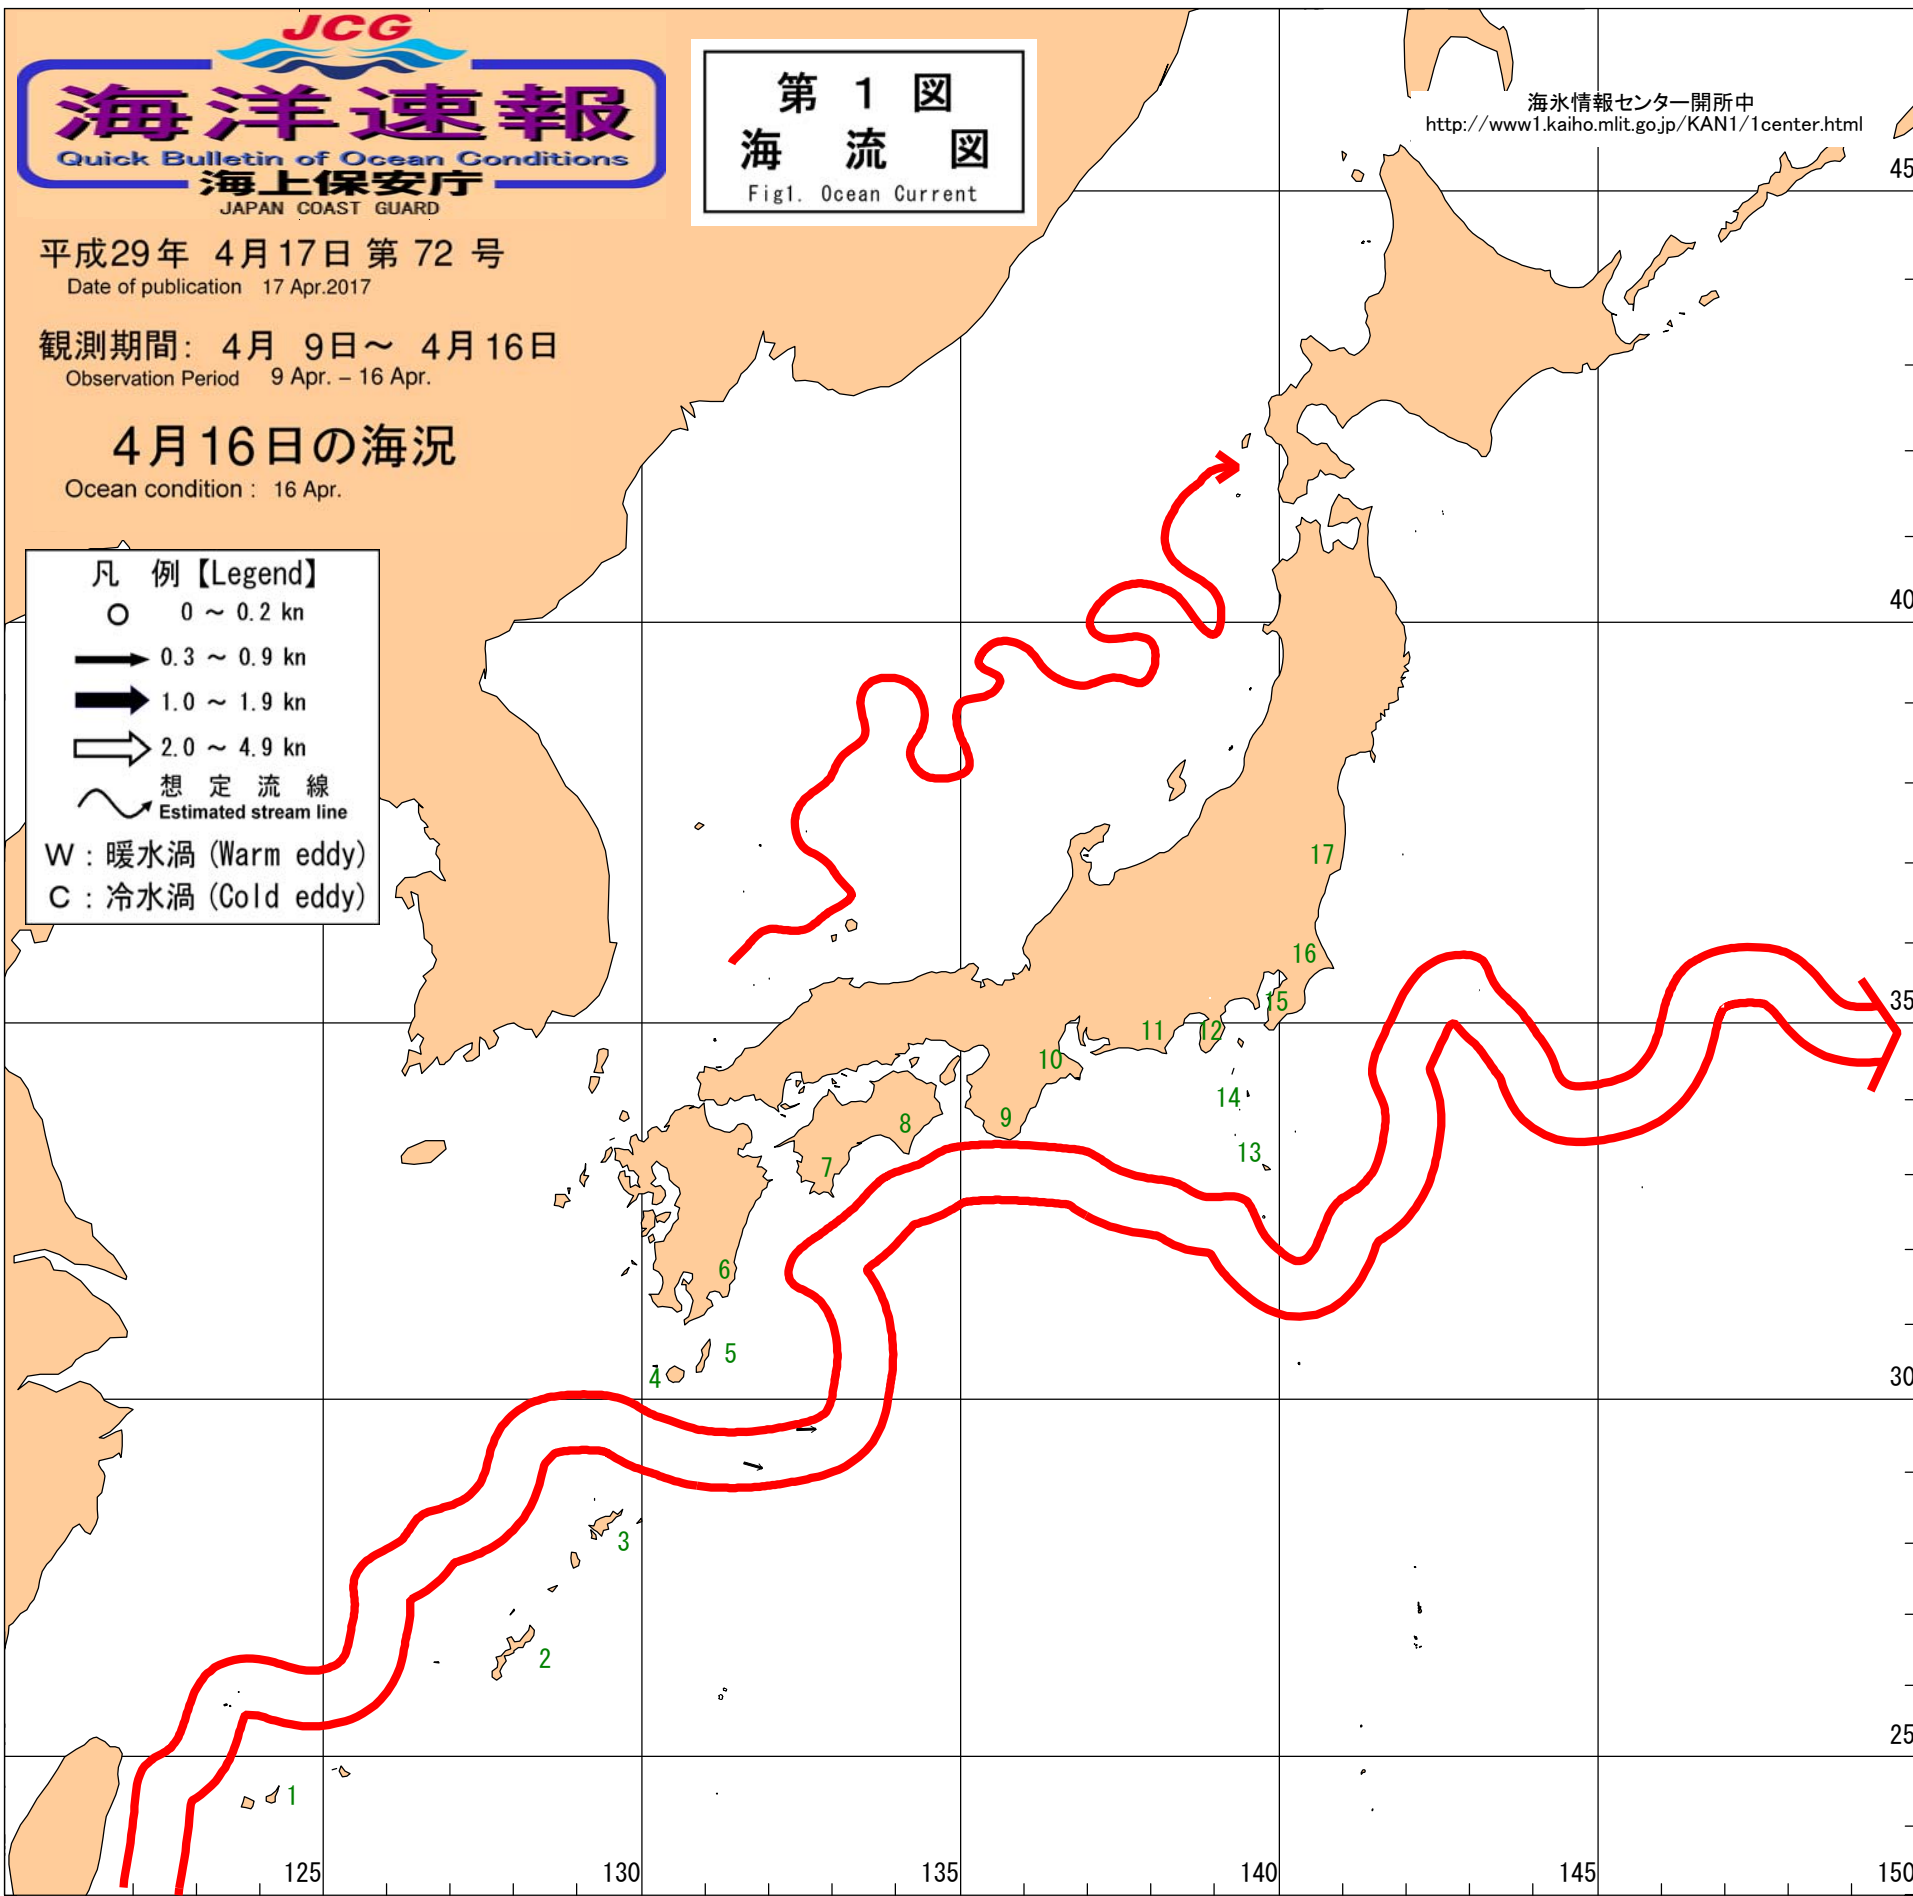 JCG
海洋速報
Quick Bulletin of Ocean Conditions
海上保安庁
JAPAN COAST GUARD
平成29年 4月17日 第 72 号
Date of publication 17 Apr.2017
観測期間: 4月 9日～ 4月16日
Observation Period 9 Apr. – 16 Apr.
4月16日の海況
Ocean condition : 16 Apr.
第 1 図
海 流 図
Fig1. Ocean Current
海氷情報センター開所中
http://www1.kaiho.mlit.go.jp/KAN1/1center.html
凡 例【Legend】
0 ～ 0.2 kn
0.3 ～ 0.9 kn
1.0 ～ 1.9 kn
2.0 ～ 4.9 kn
想 定 流 線
Estimated stream line
W : 暖水渦 (Warm eddy)
C : 冷水渦 (Cold eddy)
45
40
17
16
35
15
12
11
10
14
9
8
13
7
6
5
4
30
3
2
25
1
125
130
135
140
145
150